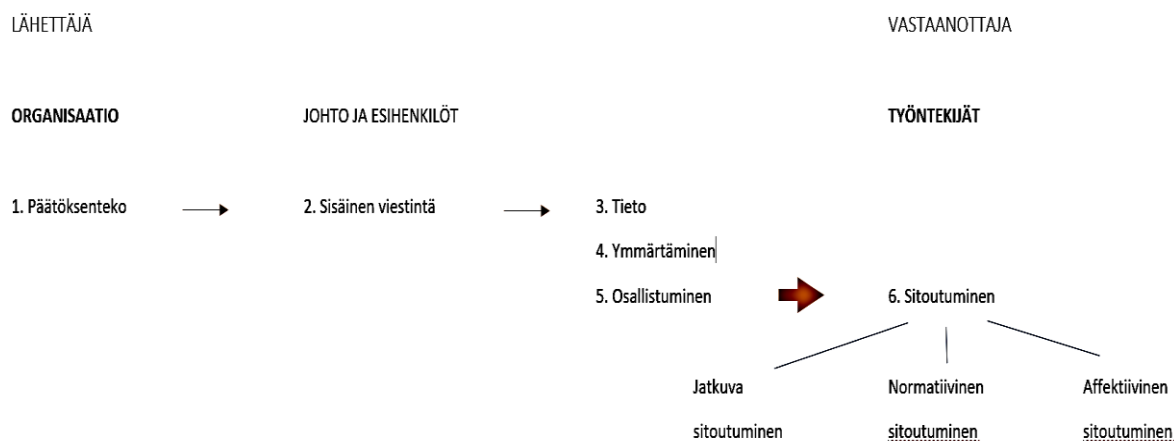 LÄHETTÄJÄ VASTAANOTTAJA
ORGANISAATIO JOHTO JA ESIHENKILÖT TYÖNTEKIJÄT
1. Päätöksenteko 2. Sisäinen viestintä 3. Tieto
4. Ymmärtäminen
5. Osallistuminen 6. Sitoutuminen
Jatkuva Normatiivinen Affektiivinen
sitoutuminen sitoutuminen sitoutuminen